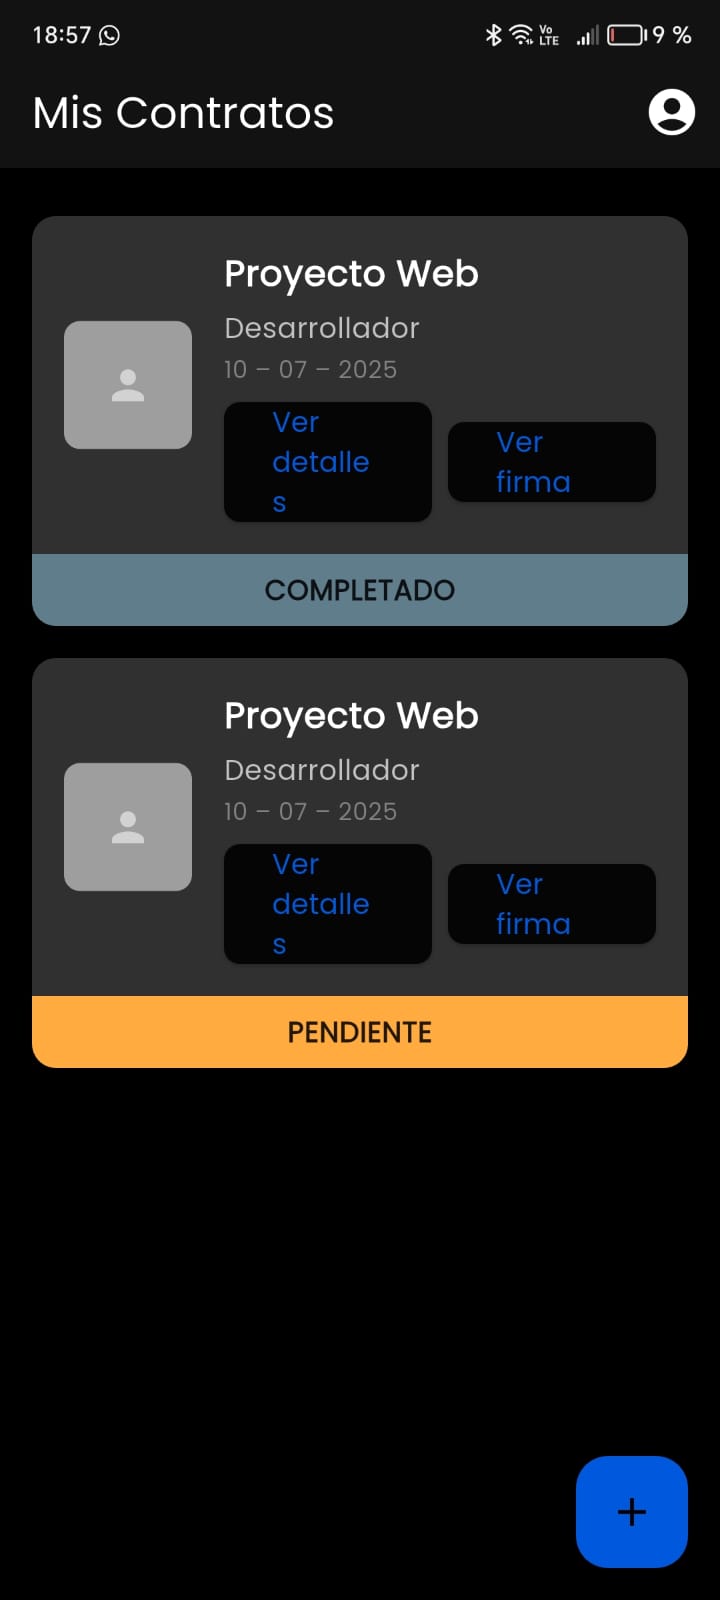 18:57 Vo LTE 9 %
Mis Contratos
Proyecto Web
Desarrollador
10 – 07 – 2025
Ver
detalle
s
Ver
firma
COMPLETADO
Proyecto Web
Desarrollador
10 – 07 – 2025
Ver
detalle
s
Ver
firma
PENDIENTE
+